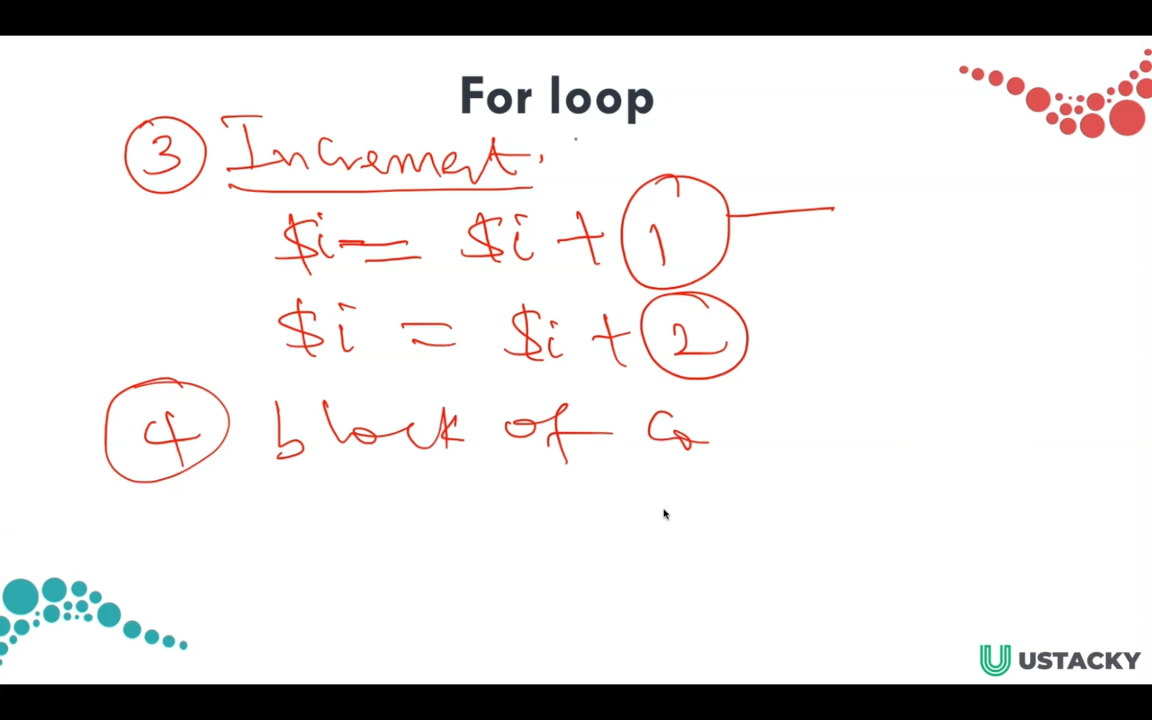 For loop
3 Increment.
$i = $i + 1
$i = $i + 2
4 block of co
USTACKY